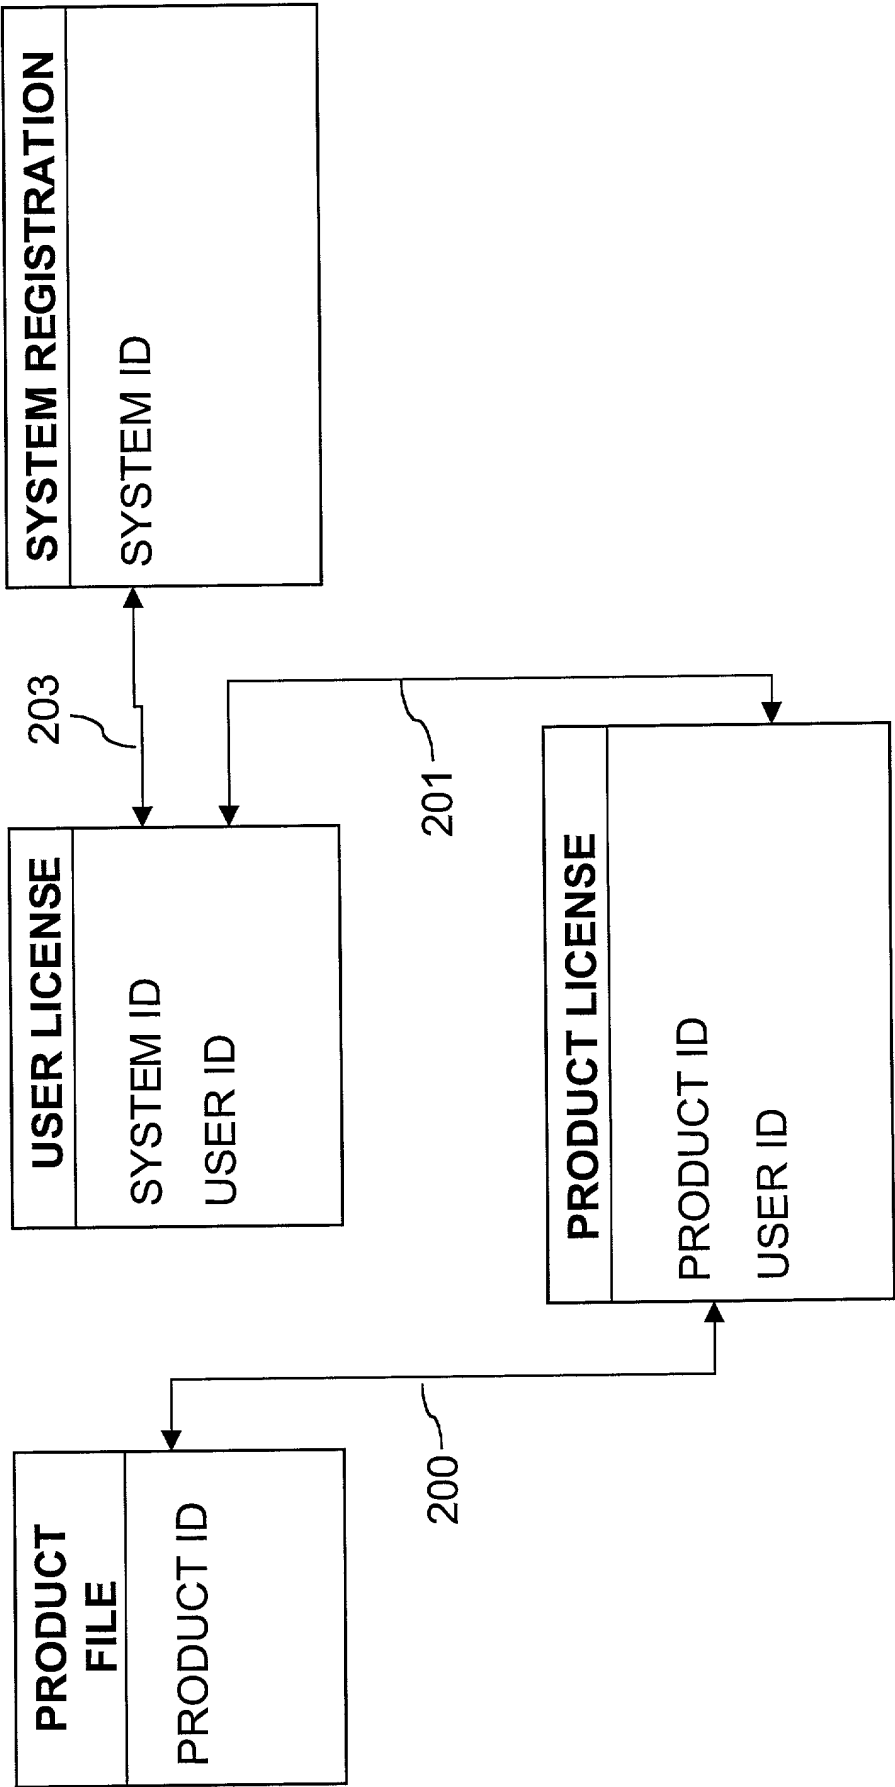 PRODUCT
FILE
PRODUCT ID
USER LICENSE
SYSTEM ID
USER ID
SYSTEM REGISTRATION
SYSTEM ID
203
201
200
PRODUCT LICENSE
PRODUCT ID
USER ID